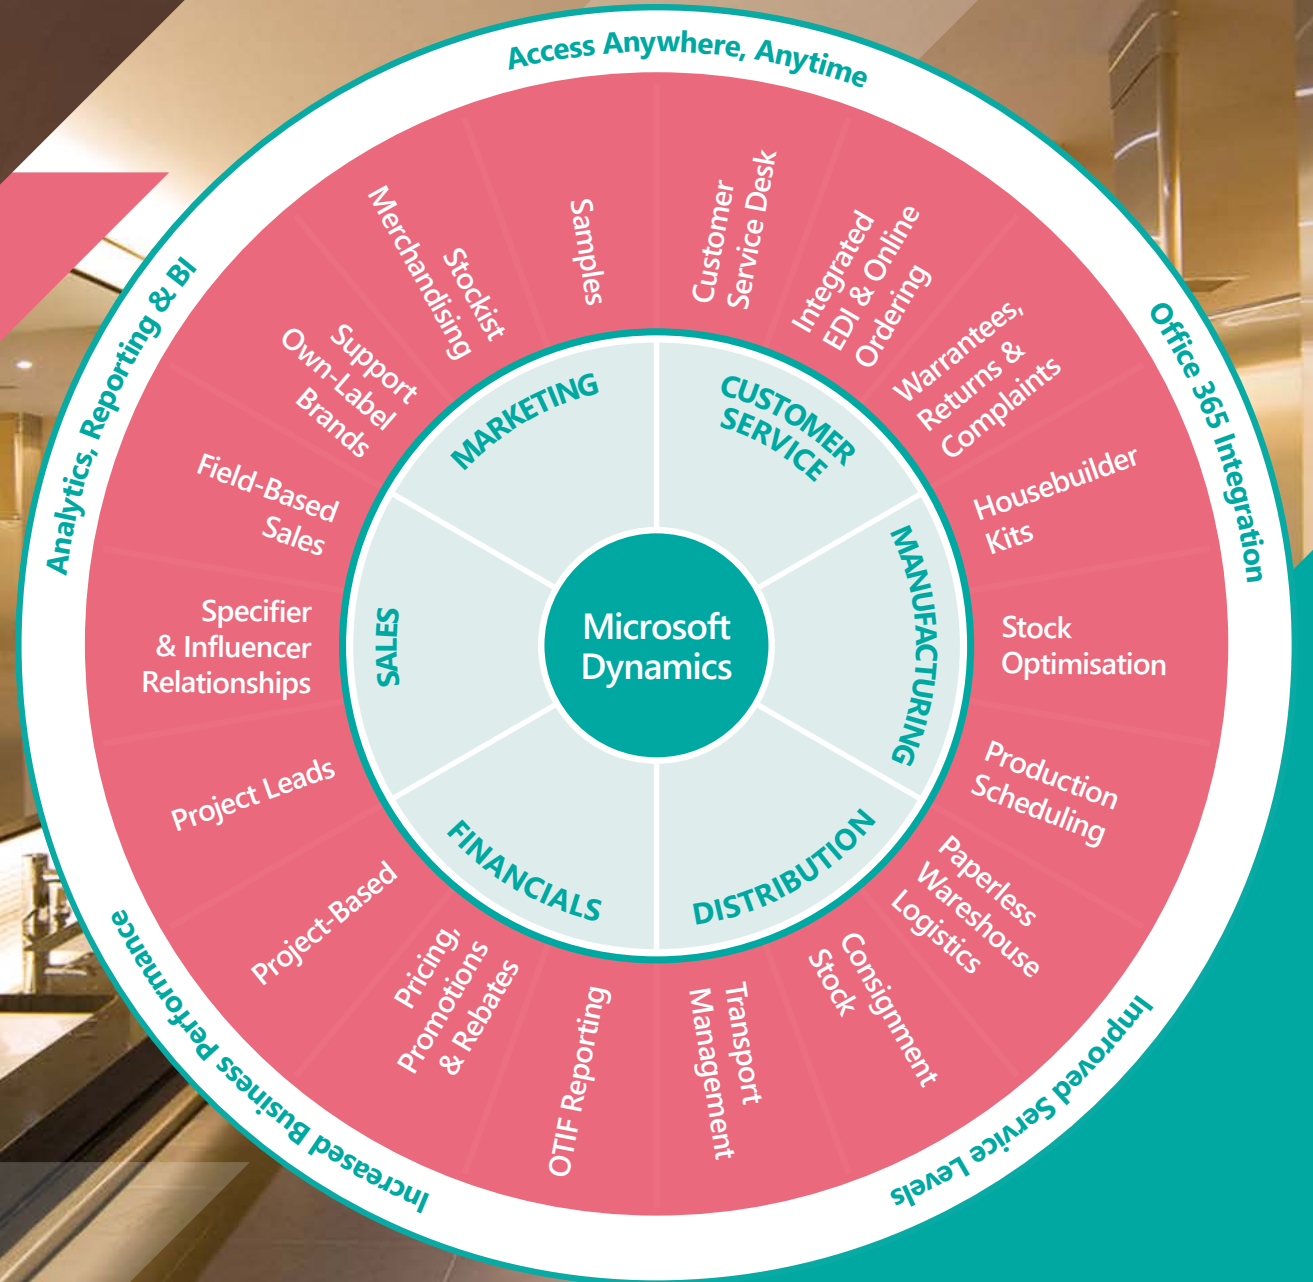 Access Anywhere, Anytime
Office 365 Integration
Improved Service Levels
Increased Business Performance
Analytics, Reporting & BI
Samples
Customer
Service Desk
Integrated
EDI & Online
Ordering
Warrantees,
Returns &
Complaints
Housebuilder
Kits
Stock
Optimisation
Production
Scheduling
Paperless
Warehouse
Logistics
Consignment
Stock
Transport
Management
OTIF Reporting
Pricing,
Promotions
& Rebates
Project-Based
Project Leads
Specifier
& Influencer
Relationships
Field-Based
Sales
Support
Own-Label
Brands
Stockist
Merchandising
MARKETING
CUSTOMER
SERVICE
MANUFACTURING
DISTRIBUTION
FINANCIALS
SALES
Microsoft
Dynamics